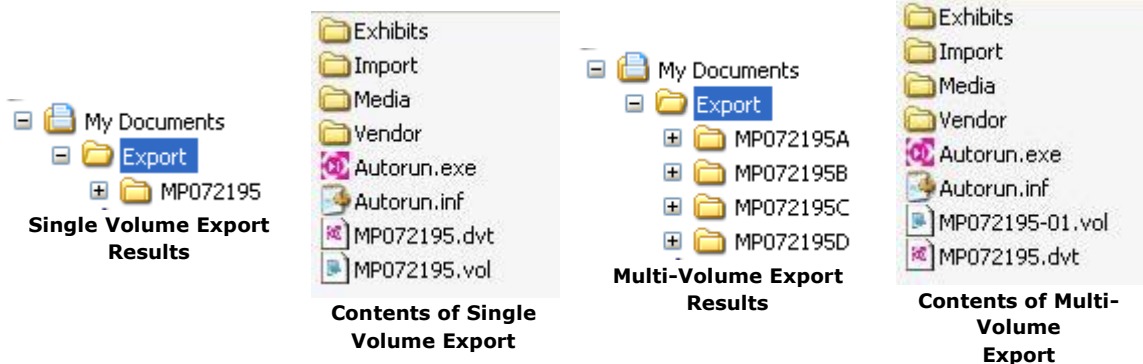 My Documents
Export
MP072195
Single Volume Export
Results
Exhibits
Import
Media
Vendor
Autorun.exe
Autorun.inf
MP072195.dvt
MP072195.vol
Contents of Single
Volume Export
My Documents
Export
MP072195A
MP072195B
MP072195C
MP072195D
Multi-Volume Export
Results
Exhibits
Import
Media
Vendor
Autorun.exe
Autorun.inf
MP072195-01.vol
MP072195.dvt
Contents of Multi-
Volume
Export